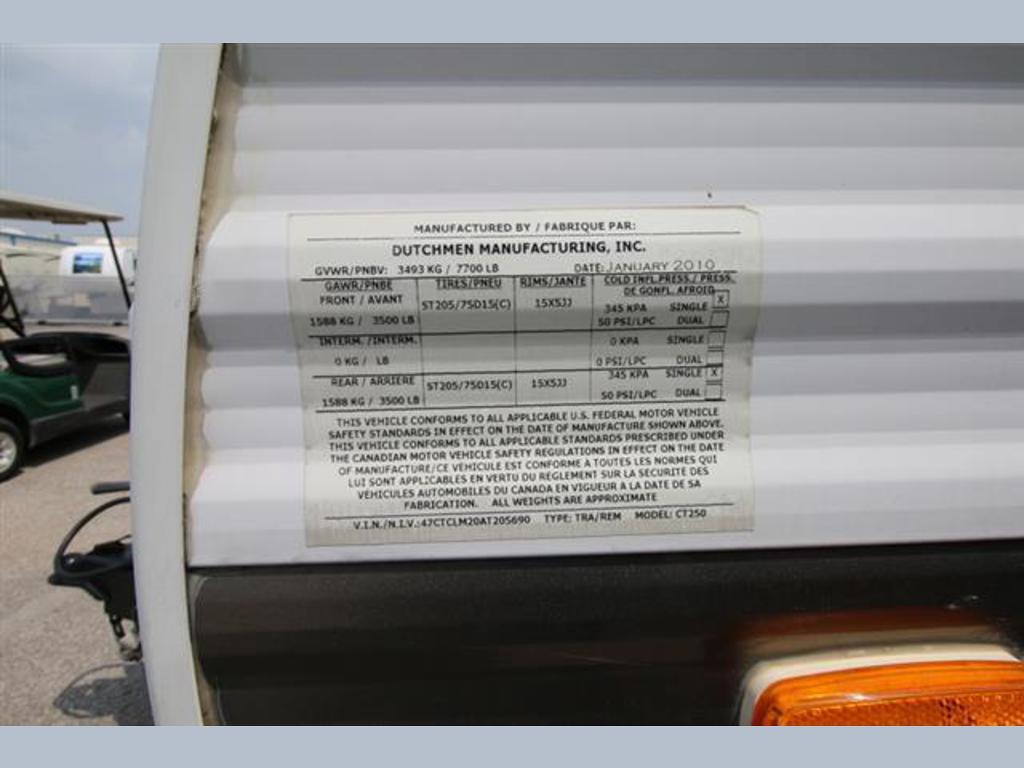 MANUFACTURED BY / FABRIQUE PAR:
DUTCHMEN MANUFACTURING, INC.
GVWR/PNBV: 3493 KG / 7700 LB DATE: JANUARY 2010
GAWR/PNBE TIRES/PNEU RIMS/JANTE COLD INFL.PRESS./ PRESS. DE GONFL. AFROID
FRONT / AVANT ST205/75D15(C) 15X5JJ 345 KPA SINGLE X
1588 KG / 3500 LB 50 PSI/LPC DUAL
INTERM. /INTERM. 0 KPA SINGLE
0 KG / LB 0 PSI/LPC DUAL
REAR / ARRIERE ST205/75D15(C) 15X5JJ 345 KPA SINGLE X
1588 KG / 3500 LB 50 PSI/LPC DUAL
THIS VEHICLE CONFORMS TO ALL APPLICABLE U.S. FEDERAL MOTOR VEHICLE
SAFETY STANDARDS IN EFFECT ON THE DATE OF MANUFACTURE SHOWN ABOVE.
THIS VEHICLE CONFORMS TO ALL APPLICABLE STANDARDS PRESCRIBED UNDER
THE CANADIAN MOTOR VEHICLE SAFETY REGULATIONS IN EFFECT ON THE DATE
OF MANUFACTURE/CE VÉHICULE EST CONFORME A TOUTES LES NORMES QUI
LUI SONT APPLICABLES EN VERTU DU REGLEMENT SUR LA SECURITE DES
VÉHICULES AUTOMOBILES DU CANADA EN VIGUEUR A LA DATE DE SA
FABRICATION. ALL WEIGHTS ARE APPROXIMATE
V.I.N./N.I.V.:47CTCLM20AT205690 TYPE: TRA/REM MODEL: CT250